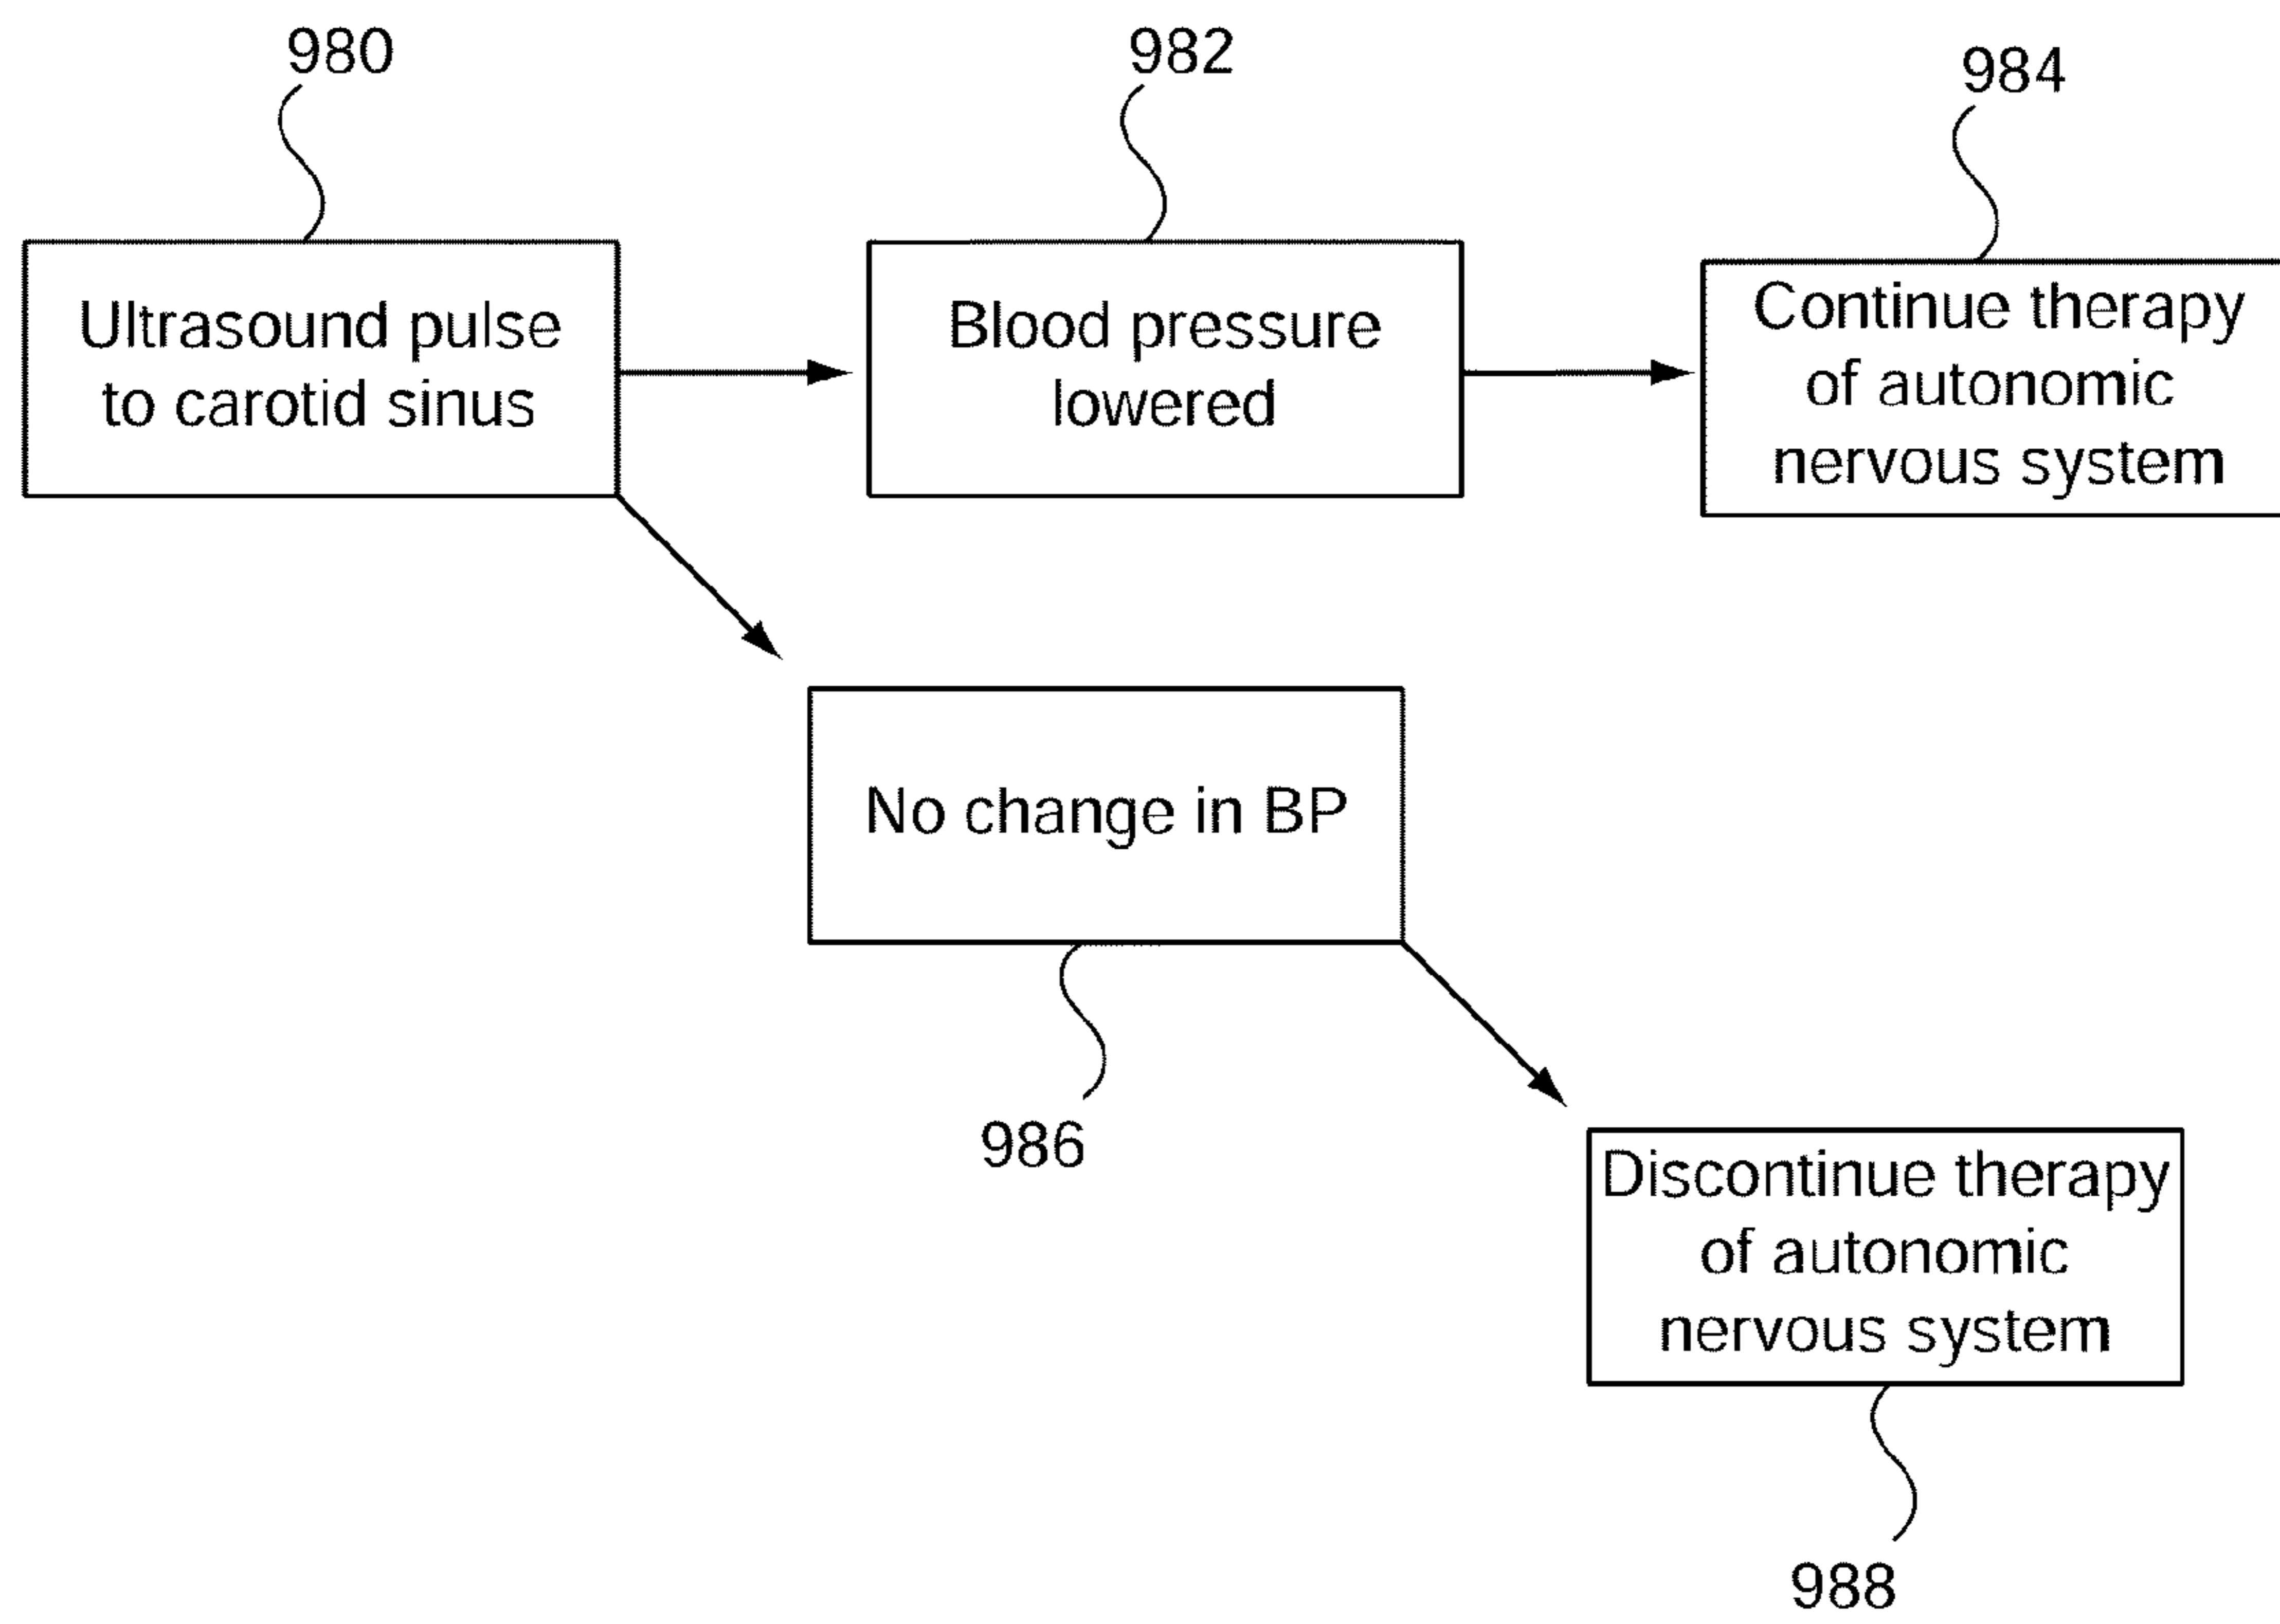 980
982
984
Ultrasound pulse
to carotid sinus
Blood pressure
lowered
Continue therapy
of autonomic
nervous system
No change in BP
986
Discontinue therapy
of autonomic
nervous system
988